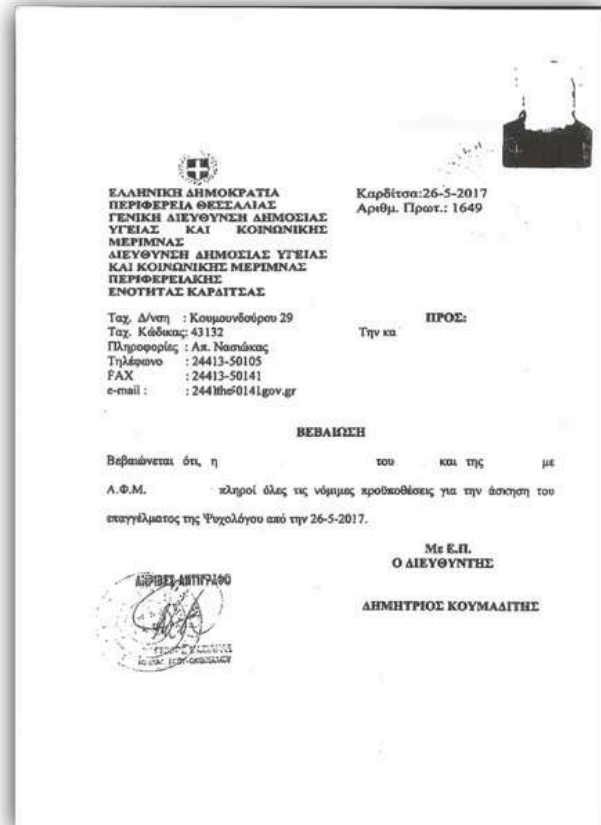 ΕΛΛΗΝΙΚΗ ΔΗΜΟΚΡΑΤΙΑ
ΠΕΡΙΦΕΡΕΙΑ ΘΕΣΣΑΛΙΑΣ
ΓΕΝΙΚΗ ΔΙΕΥΘΥΝΣΗ ΔΗΜΟΣΙΑΣ
ΥΓΕΙΑΣ ΚΑΙ ΚΟΙΝΩΝΙΚΗΣ
ΜΕΡΙΜΝΑΣ
ΔΙΕΥΘΥΝΣΗ ΔΗΜΟΣΙΑΣ ΥΓΕΙΑΣ
ΚΑΙ ΚΟΙΝΩΝΙΚΗΣ ΜΕΡΙΜΝΑΣ
ΠΕΡΙΦΕΡΕΙΑΚΗΣ
ΕΝΟΤΗΤΑΣ ΚΑΡΔΙΤΣΑΣ
Καρδίτσα:26-5-2017
Αριθμ. Πρωτ.: 1649
Ταχ. Δ/νση : Κουμουνδούρου 29
Ταχ. Κώδικας: 43132
Πληροφορίες : Απ. Νασιώκας
Τηλέφωνο : 24413-50105
FAX : 24413-50141
e-mail :
ΠΡΟΣ:
Την κα
ΒΕΒΑΙΩΣΗ
Βεβαιώνεται ότι, η του και της με
Α.Φ.Μ. πληροί όλες τις νόμιμες προϋποθέσεις για την άσκηση του
επαγγέλματος της Ψυχολόγου από την 26-5-2017.
Με Ε.Π.
Ο ΔΙΕΥΘΥΝΤΗΣ
ΔΗΜΗΤΡΙΟΣ ΚΟΥΜΑΔΙΤΗΣ
ΑΚΡΙΒΕΣ ΑΝΤΙΓΡΑΦΟ